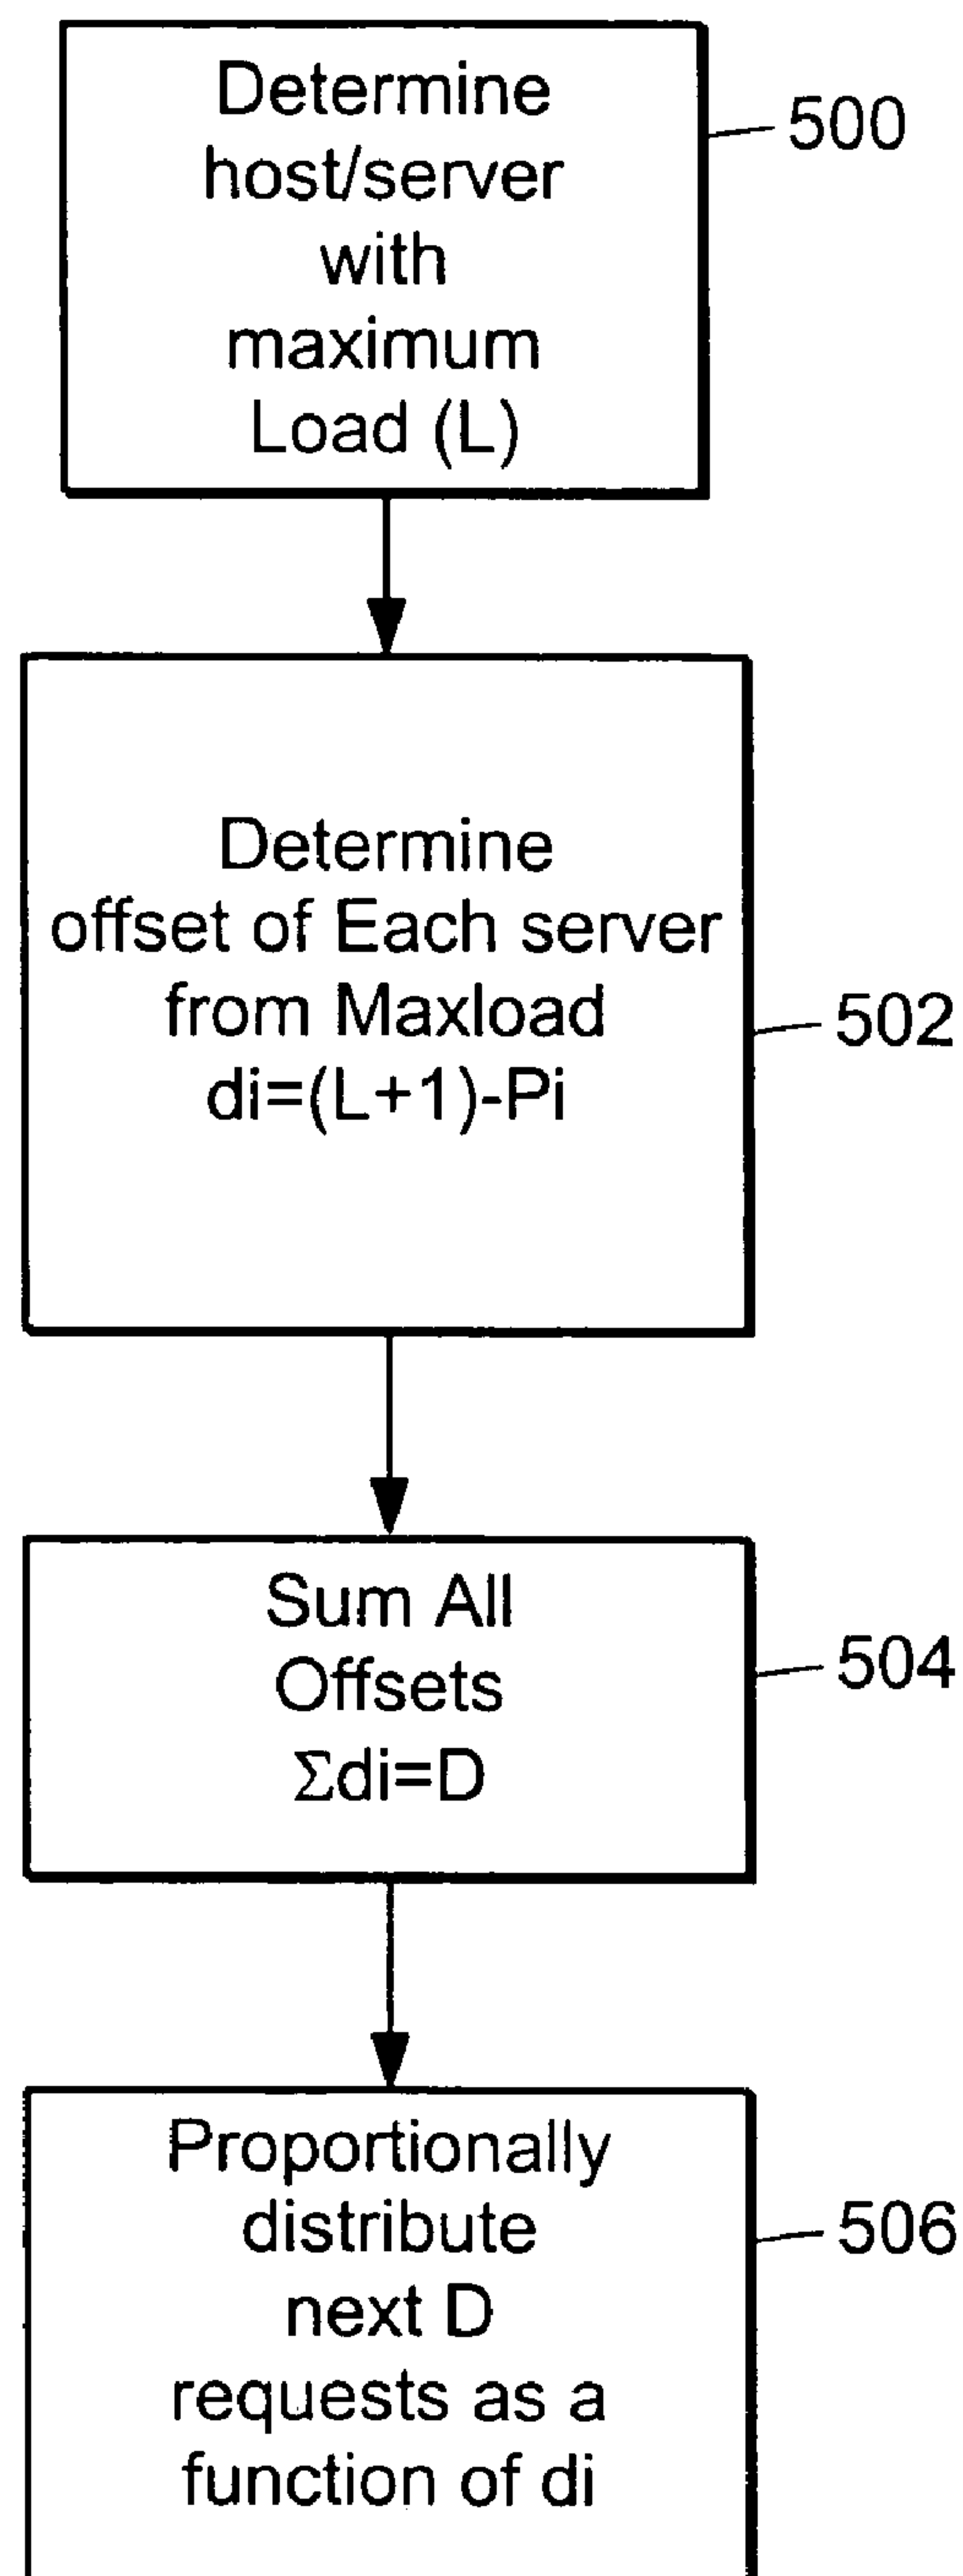 Determine
host/server
with
maximum
Load (L)
500
Determine
offset of Each server
from Maxload
di=(L+1)-Pi
502
Sum All
Offsets
Σdi=D
504
Proportionally
distribute
next D
requests as a
function of di
506